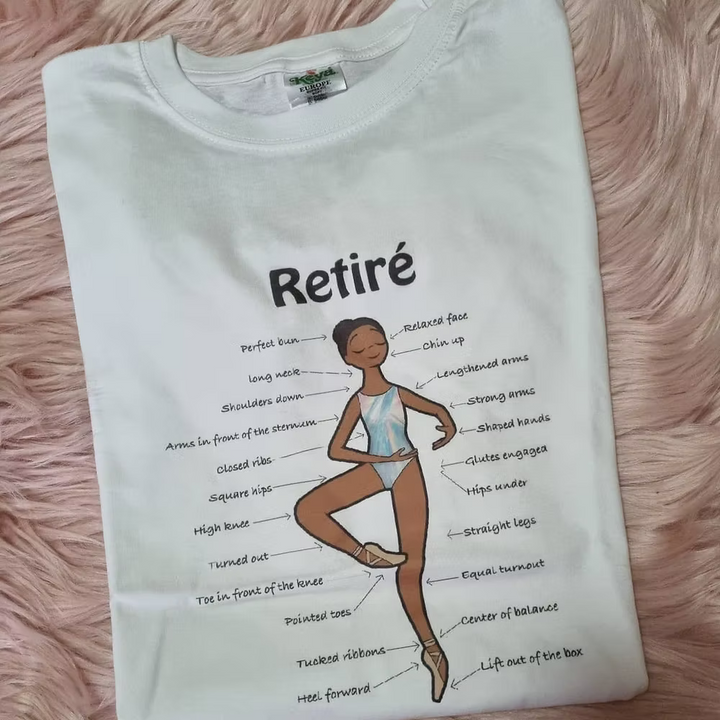 Keya
EUROPE
Retiré
Perfect bun
Relaxed face
Chin up
long neck
Lengthened arms
Shoulders down
Strong arms
Arms in front of the sternum
Shaped hands
closed ribs
Glutes engaged
Square hips
Hips under
High knee
Straight legs
Turned out
Equal turnout
Toe in front of the knee
Pointed toes
Center of balance
Tucked ribbons
Lift out of the box
Heel forward